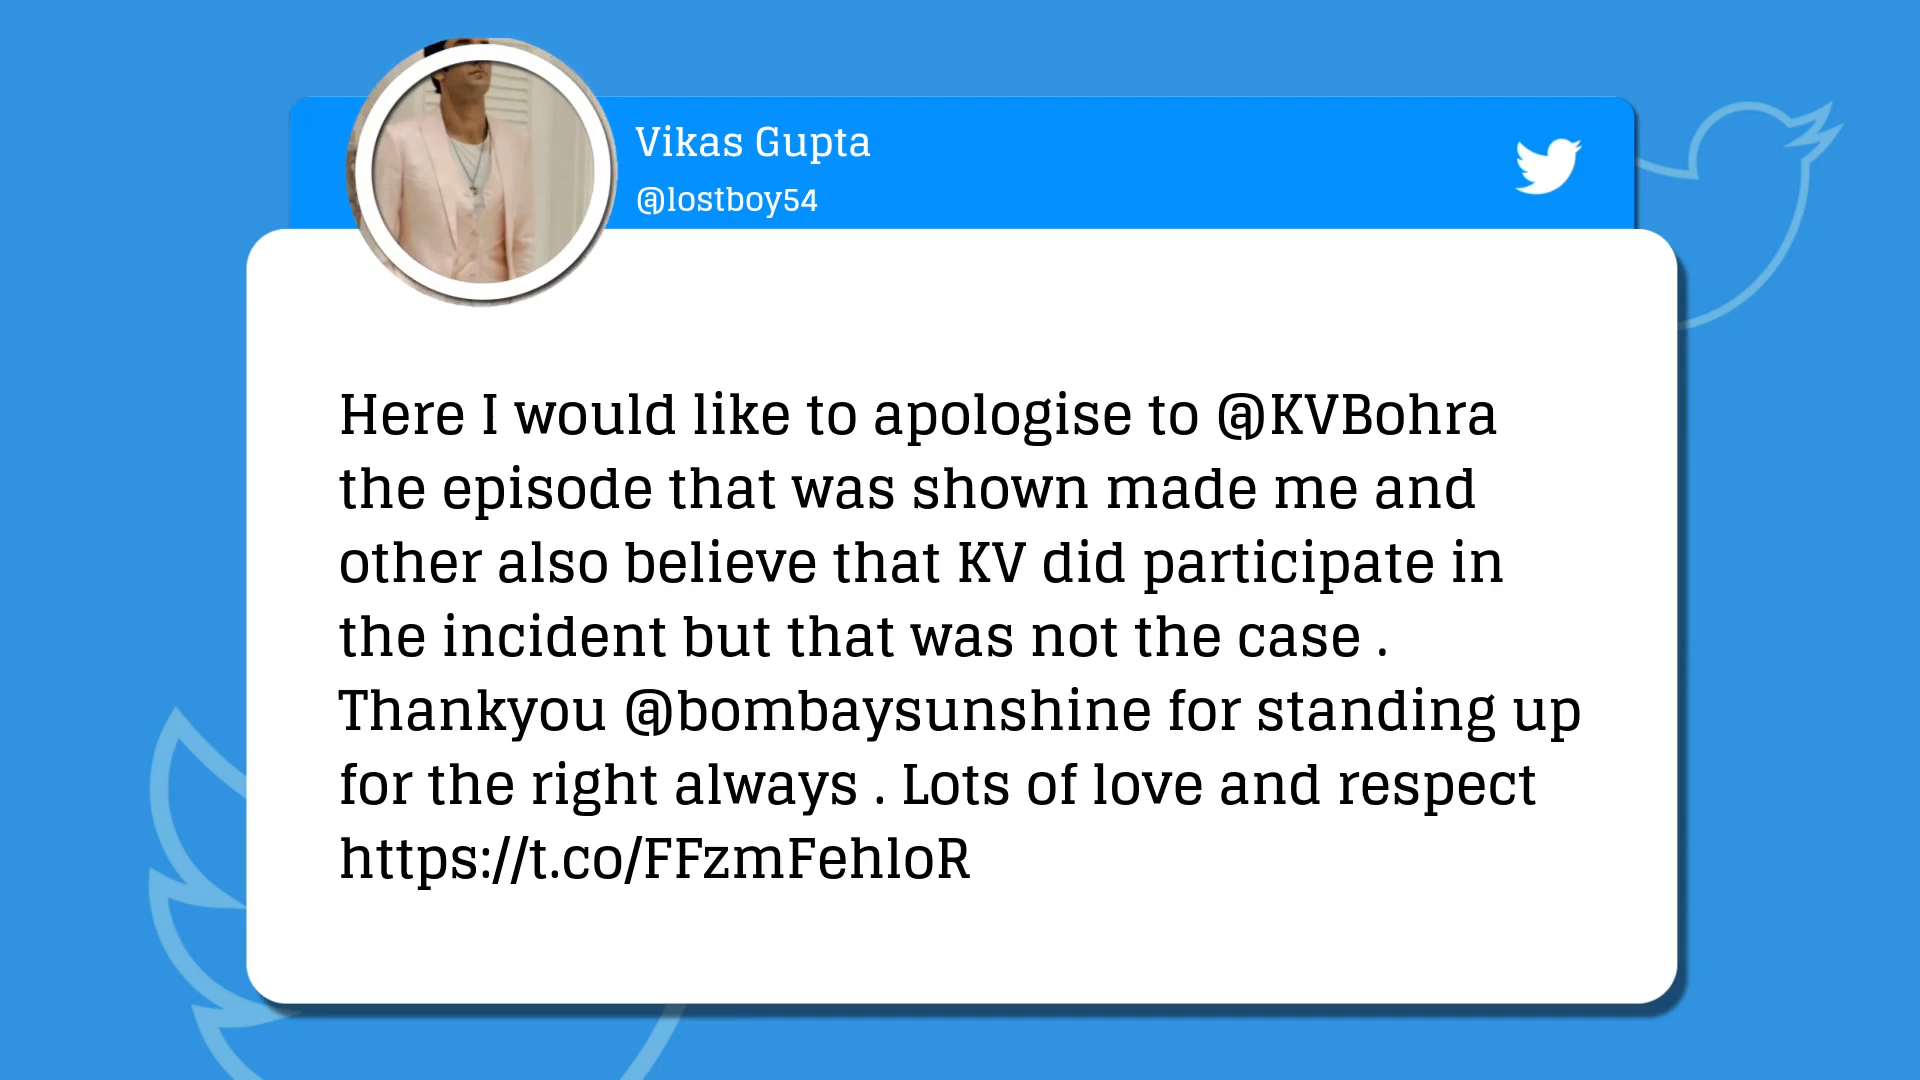 Vikas Gupta
@lostboy54
Here I would like to apologise to @KVBohra
the episode that was shown made me and
other also believe that KV did participate in
the incident but that was not the case .
Thankyou @bombaysunshine for standing up
for the right always . Lots of love and respect
https://t.co/FFzmFehloR